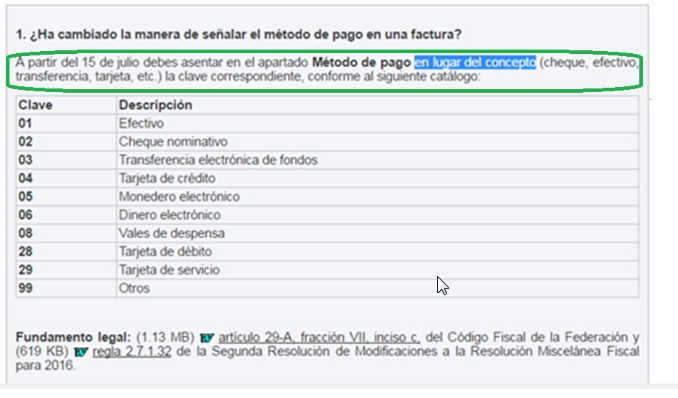 1. ¿Ha cambiado la manera de señalar el método de pago en una factura?
A partir del 15 de julio debes asentar en el apartado Método de pago en lugar del concepto (cheque, efectivo,
transferencia, tarjeta, etc.) la clave correspondiente, conforme al siguiente catálogo:
Clave Descripción
01 Efectivo
02 Cheque nominativo
03 Transferencia electrónica de fondos
04 Tarjeta de crédito
05 Monedero electrónico
06 Dinero electrónico
08 Vales de despensa
28 Tarjeta de débito
29 Tarjeta de servicio
99 Otros
Fundamento legal: (1.13 MB) artículo 29-A, fracción VII, inciso c, del Código Fiscal de la Federación y
(619 KB) regla 2.7.1.32 de la Segunda Resolución de Modificaciones a la Resolución Miscelánea Fiscal
para 2016.